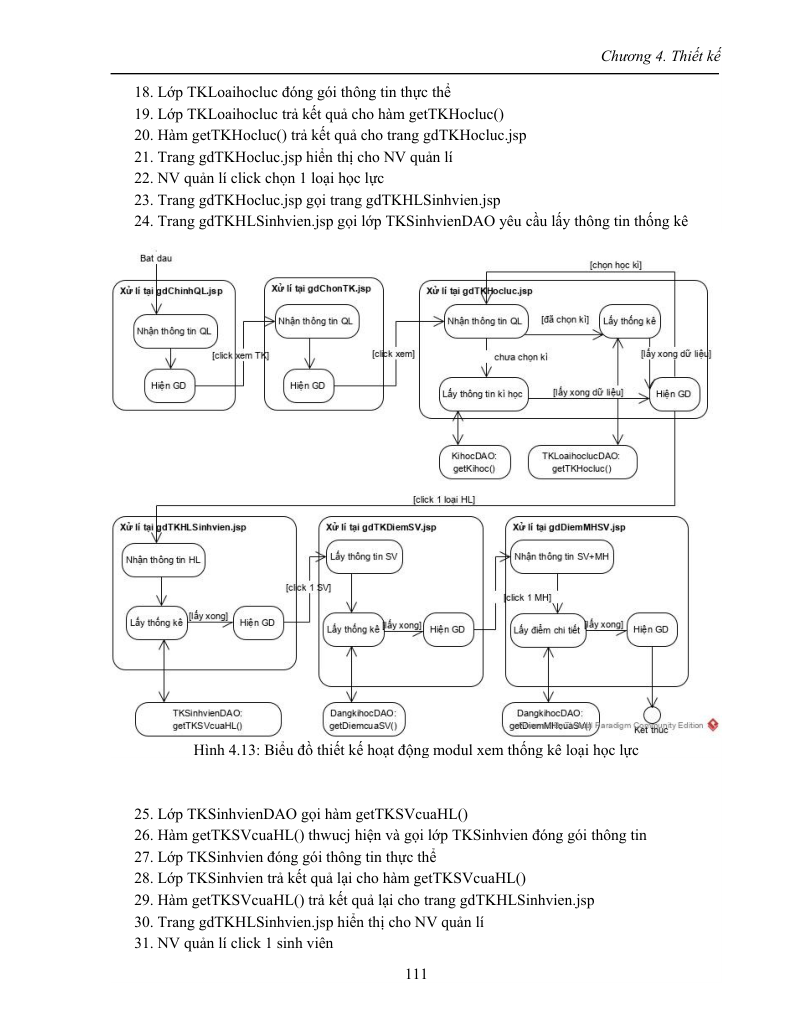 Chương 4. Thiết kế
18. Lớp TKLoaihocluc đóng gói thông tin thực thể
19. Lớp TKLoaihocluc trả kết quả cho hàm getTKHocluc()
20. Hàm getTKHocluc() trả kết quả cho trang gdTKHocluc.jsp
21. Trang gdTKHocluc.jsp hiển thị cho NV quản lí
22. NV quản lí click chọn 1 loại học lực
23. Trang gdTKHocluc.jsp gọi trang gdTKHLSinhvien.jsp
24. Trang gdTKHLSinhvien.jsp gọi lớp TKSinhvienDAO yêu cầu lấy thông tin thống kê
Bat dau
[chọn học kì]
Xử lí tại gdChinhQL.jsp
Xử lí tại gdChonTK.jsp
Xử lí tại gdTKHocluc.jsp
Nhận thông tin QL
Nhận thông tin QL
Nhận thông tin QL
[đã chọn kì]
Lấy thống kê
[click xem TK]
[click xem]
chưa chọn kì
[lấy xong dữ liệu]
Hiện GD
Hiện GD
Lấy thông tin kì học
[lấy xong dữ liệu]
Hiện GD
KihocDAO:
getKihoc()
TKLoaihoclucDAO:
getTKHocluc()
[click 1 loại HL]
Xử lí tại gdTKHLSinhvien.jsp
Xử lí tại gdTKDiemSV.jsp
Xử lí tại gdDiemMHSV.jsp
Nhận thông tin HL
Lấy thông tin SV
Nhận thông tin SV+MH
[click 1 SV]
[click 1 MH]
Lấy thống kê
[lấy xong]
Hiện GD
Lấy thống kê
[lấy xong]
Hiện GD
Lấy điểm chi tiết
[lấy xong]
Hiện GD
TKSinhvienDAO:
getTKSVcuaHL()
DangkihocDAO:
getDiemcuaSV()
DangkihocDAO:
getDiemMHcuaSV()
Paradigm Community Edition
Kết thúc
Hình 4.13: Biểu đồ thiết kế hoạt động modul xem thống kê loại học lực
25. Lớp TKSinhvienDAO gọi hàm getTKSVcuaHL()
26. Hàm getTKSVcuaHL() thwucj hiện và gọi lớp TKSinhvien đóng gói thông tin
27. Lớp TKSinhvien đóng gói thông tin thực thể
28. Lớp TKSinhvien trả kết quả lại cho hàm getTKSVcuaHL()
29. Hàm getTKSVcuaHL() trả kết quả lại cho trang gdTKHLSinhvien.jsp
30. Trang gdTKHLSinhvien.jsp hiển thị cho NV quản lí
31. NV quản lí click 1 sinh viên
111